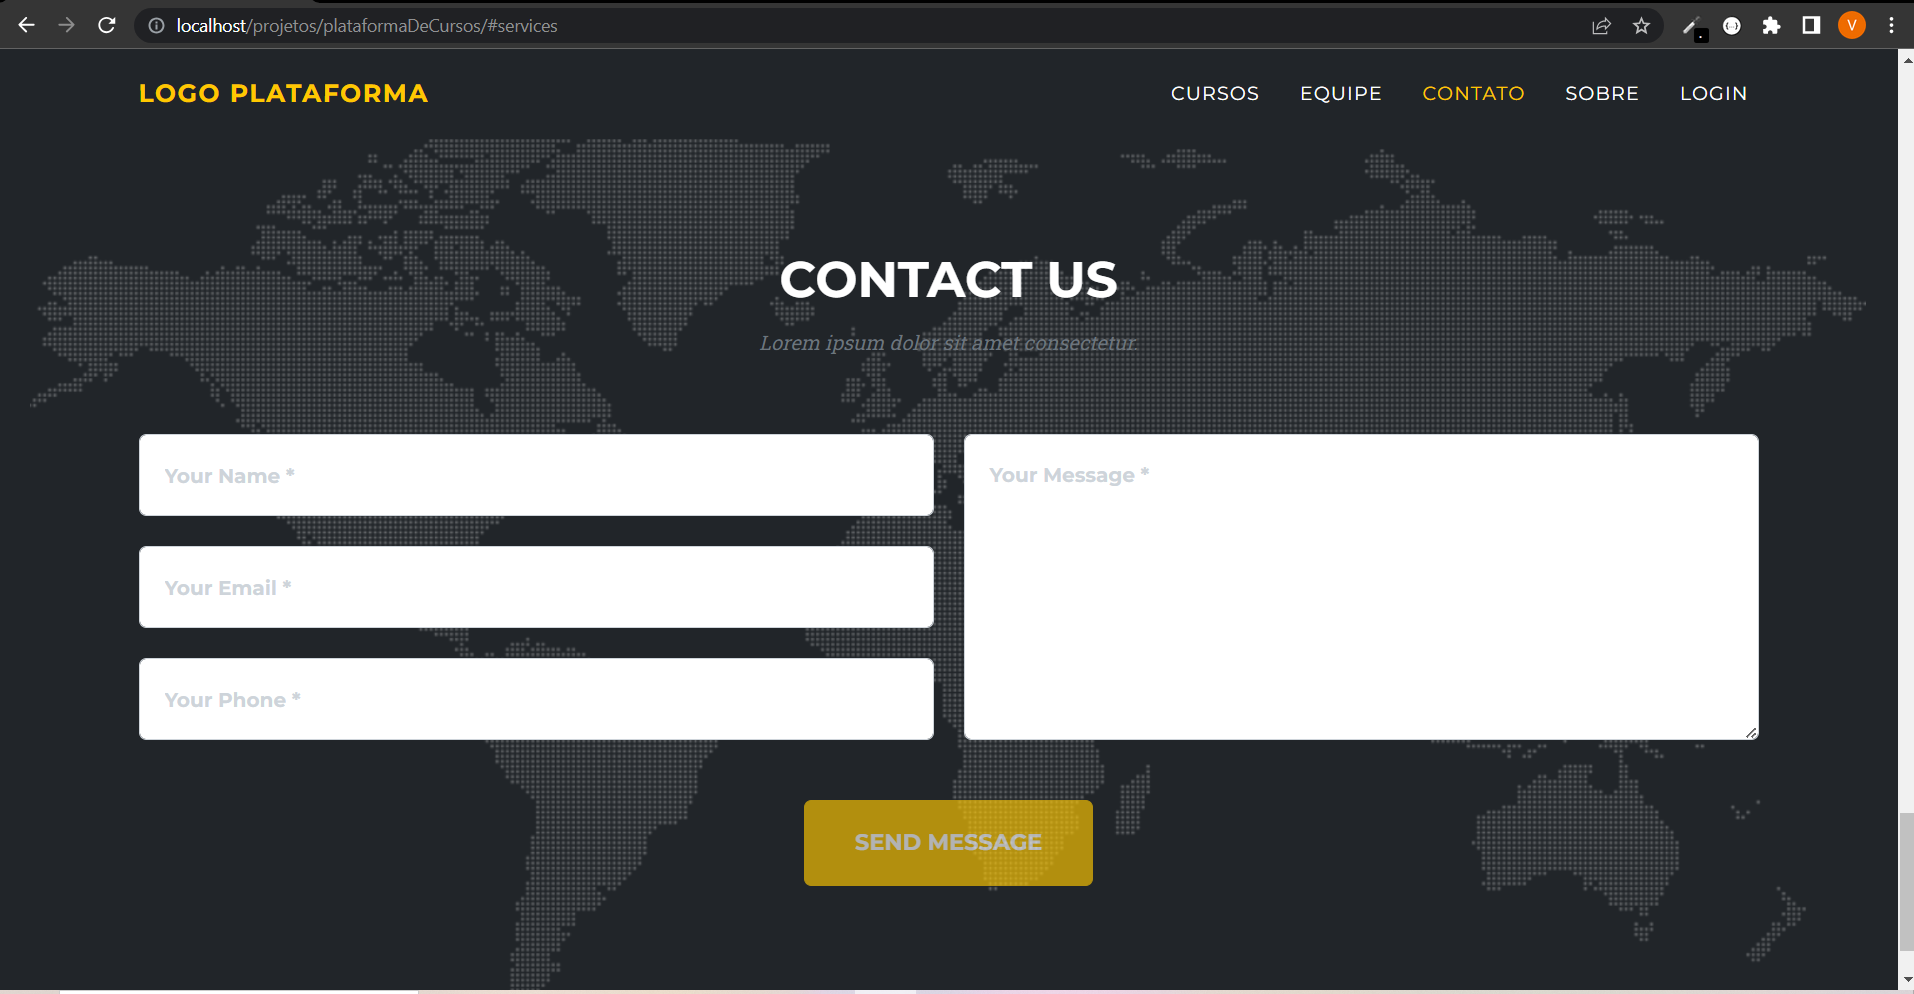 localhost/projetos/plataformaDeCursos/#services
V
LOGO PLATAFORMA
CURSOS EQUIPE CONTATO SOBRE LOGIN
CONTACT US
Lorem ipsum dolor sit amet consectetur.
Your Name *
Your Message *
Your Email *
Your Phone *
SEND MESSAGE